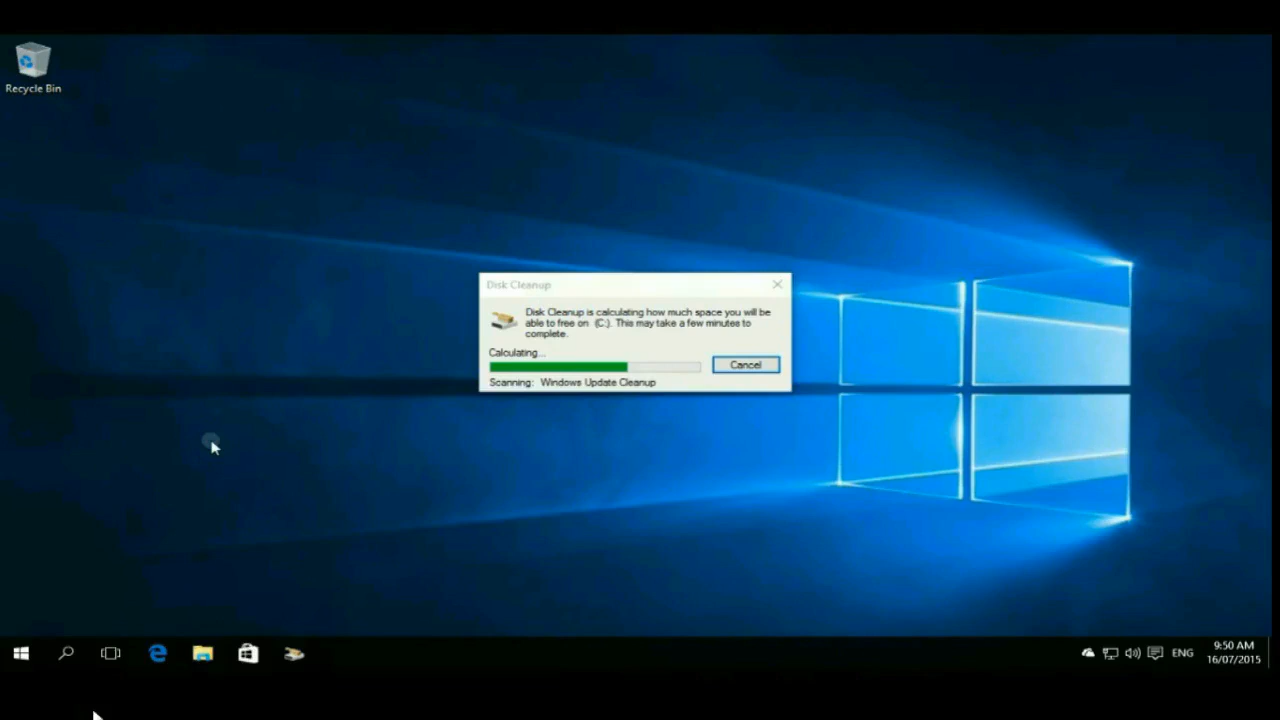 Recycle Bin
Disk Cleanup
Disk Cleanup is calculating how much space you will be
able to free on (C:). This may take a few minutes to
complete.
Calculating...
Cancel
Scanning: Windows Update Cleanup
ENG
9:50 AM
16/07/2015